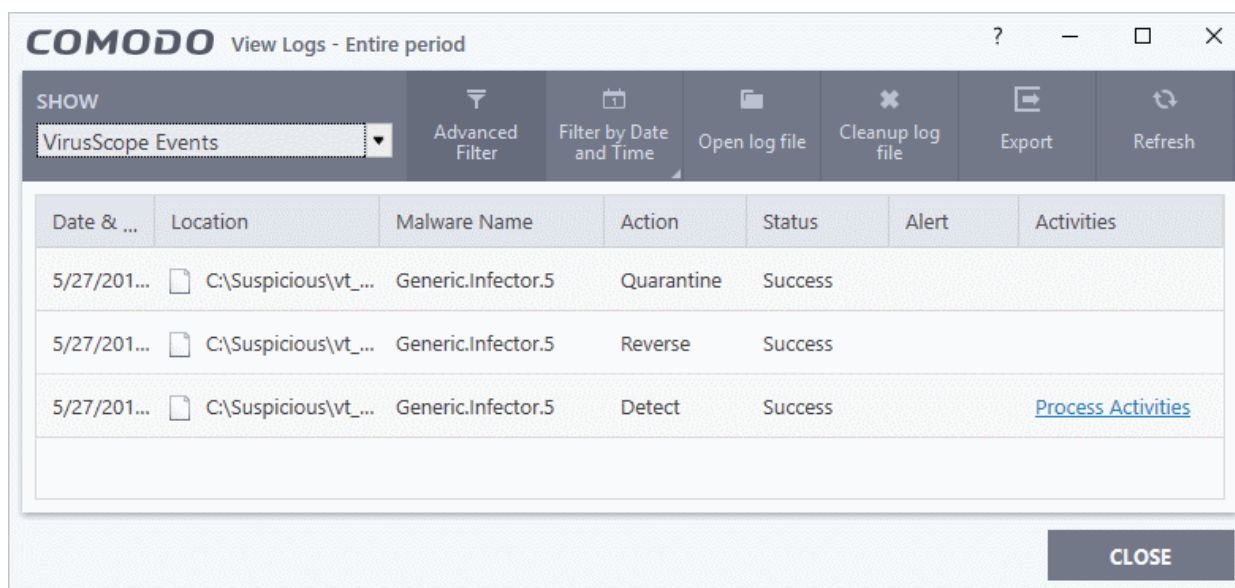 COMODO View Logs - Entire period
?
SHOW
VirusScope Events
Advanced
Filter
1
Filter by Date
and Time
Open log file
Cleanup log
file
Export
Refresh
Date & ... Location Malware Name Action Status Alert Activities
5/27/201... C:\Suspicious\vt_... Generic.Infector.5 Quarantine Success
5/27/201... C:\Suspicious\vt_... Generic.Infector.5 Reverse Success
5/27/201... C:\Suspicious\vt_... Generic.Infector.5 Detect Success Process Activities
CLOSE